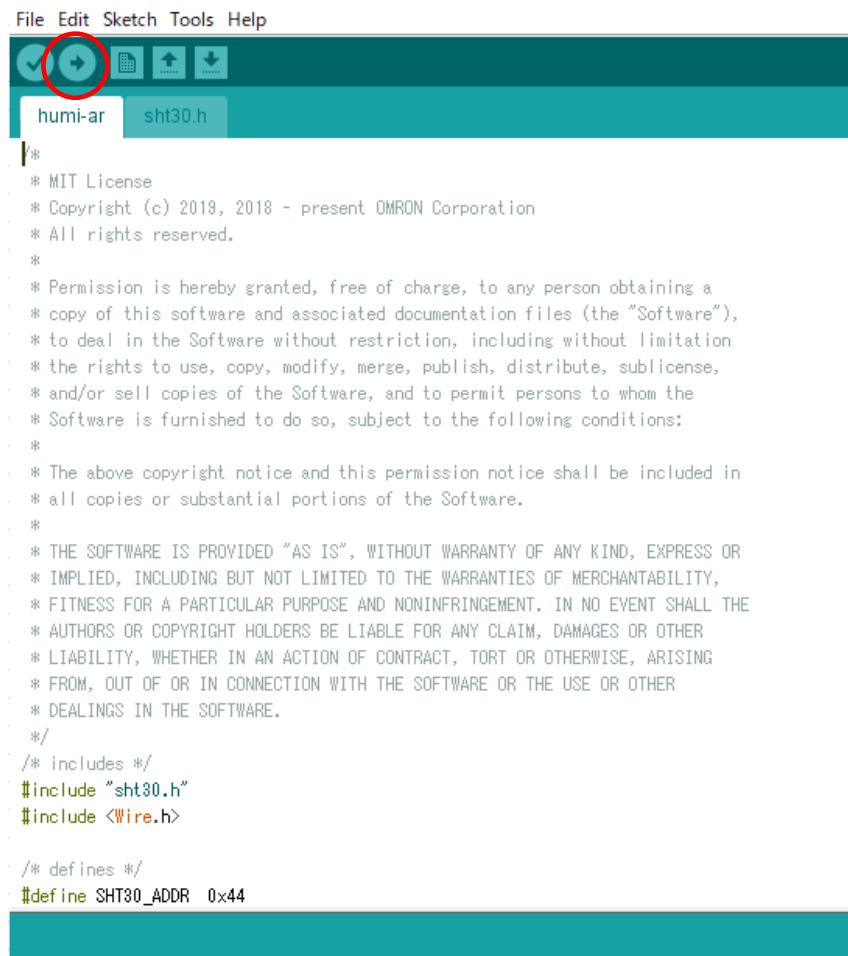 File Edit Sketch Tools Help
humi-ar sht30.h
/*
* MIT License
* Copyright (c) 2019, 2018 - present OMRON Corporation
* All rights reserved.
*
* Permission is hereby granted, free of charge, to any person obtaining a
* copy of this software and associated documentation files (the "Software"),
* to deal in the Software without restriction, including without limitation
* the rights to use, copy, modify, merge, publish, distribute, sublicense,
* and/or sell copies of the Software, and to permit persons to whom the
* Software is furnished to do so, subject to the following conditions:
*
* The above copyright notice and this permission notice shall be included in
* all copies or substantial portions of the Software.
*
* THE SOFTWARE IS PROVIDED "AS IS", WITHOUT WARRANTY OF ANY KIND, EXPRESS OR
* IMPLIED, INCLUDING BUT NOT LIMITED TO THE WARRANTIES OF MERCHANTABILITY,
* FITNESS FOR A PARTICULAR PURPOSE AND NONINFRINGEMENT. IN NO EVENT SHALL THE
* AUTHORS OR COPYRIGHT HOLDERS BE LIABLE FOR ANY CLAIM, DAMAGES OR OTHER
* LIABILITY, WHETHER IN AN ACTION OF CONTRACT, TORT OR OTHERWISE, ARISING
* FROM, OUT OF OR IN CONNECTION WITH THE SOFTWARE OR THE USE OR OTHER
* DEALINGS IN THE SOFTWARE.
*/
/* includes */
#include "sht30.h"
#include <Wire.h>
/* defines */
#define SHT30_ADDR 0x44